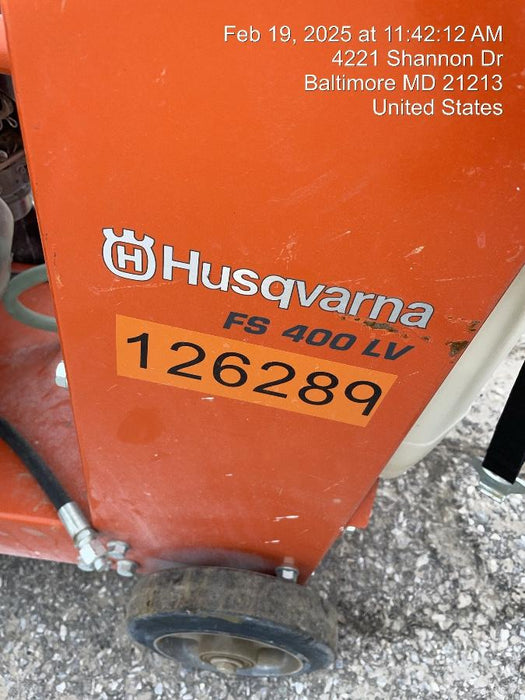 Feb 19, 2025 at 11:42:12 AM
4221 Shannon Dr
Baltimore MD 21213
United States
H Husqvarna
FS 400 LV
126289